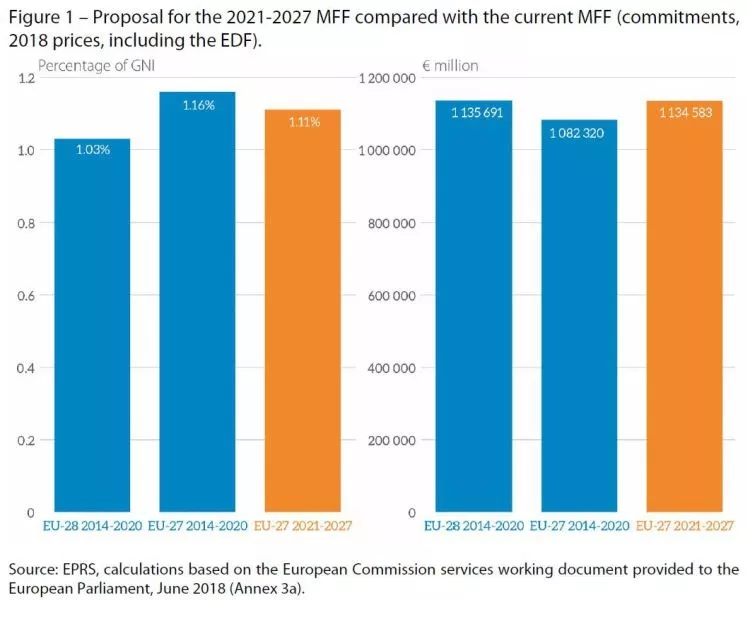 Figure 1 – Proposal for the 2021-2027 MFF compared with the current MFF (commitments,
2018 prices, including the EDF).
Percentage of GNI
1.2
1.0
0.8
0.6
0.4
0.2
0
1.03%
1.16%
1.11%
EU-28 2014-2020 EU-27 2014-2020 EU-27 2021-2027
€ million
1 200 000
1 000 000
800 000
600 000
400 000
200 000
0
1 135 691
1 082 320
1 134 583
EU-28 2014-2020 EU-27 2014-2020 EU-27 2021-2027
Source: EPRS, calculations based on the European Commission services working document provided to the
European Parliament, June 2018 (Annex 3a).